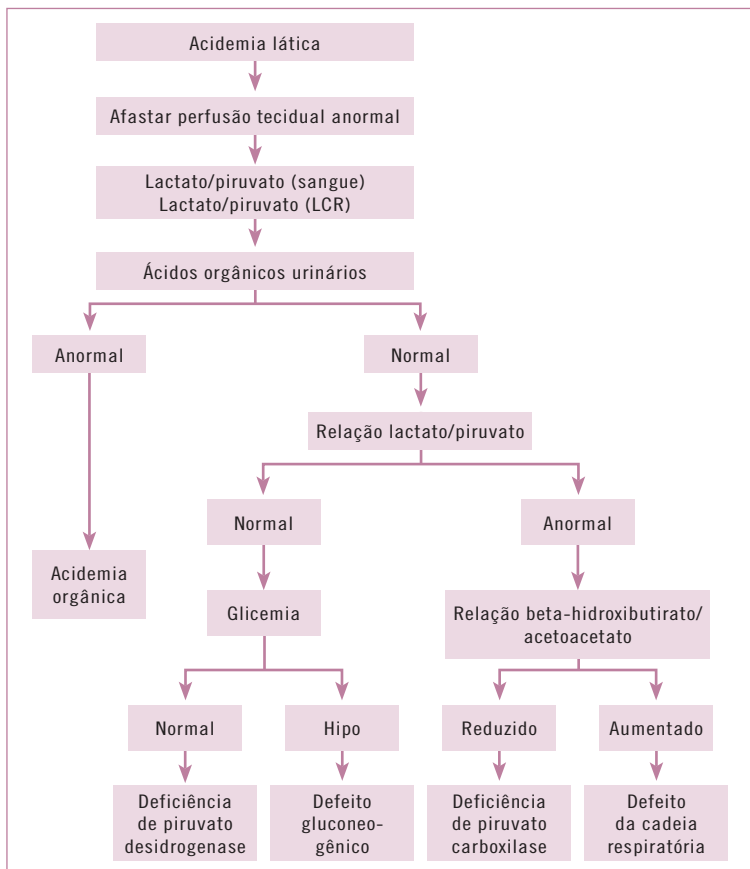 Acidemia lática
Afastar perfusão tecidual anormal
Lactato/piruvato (sangue)
Lactato/piruvato (LCR)
Ácidos orgânicos urinários
Anormal
Normal
Relação lactato/piruvato
Normal
Anormal
Acidemia
orgânica
Glicemia
Relação beta-hidroxibutirato/
acetoacetato
Normal
Hipo
Reduzido
Aumentado
Deficiência
de piruvato
desidrogenase
Defeito
gluconeo-
gênico
Deficiência
de piruvato
carboxilase
Defeito
da cadeia
respiratória